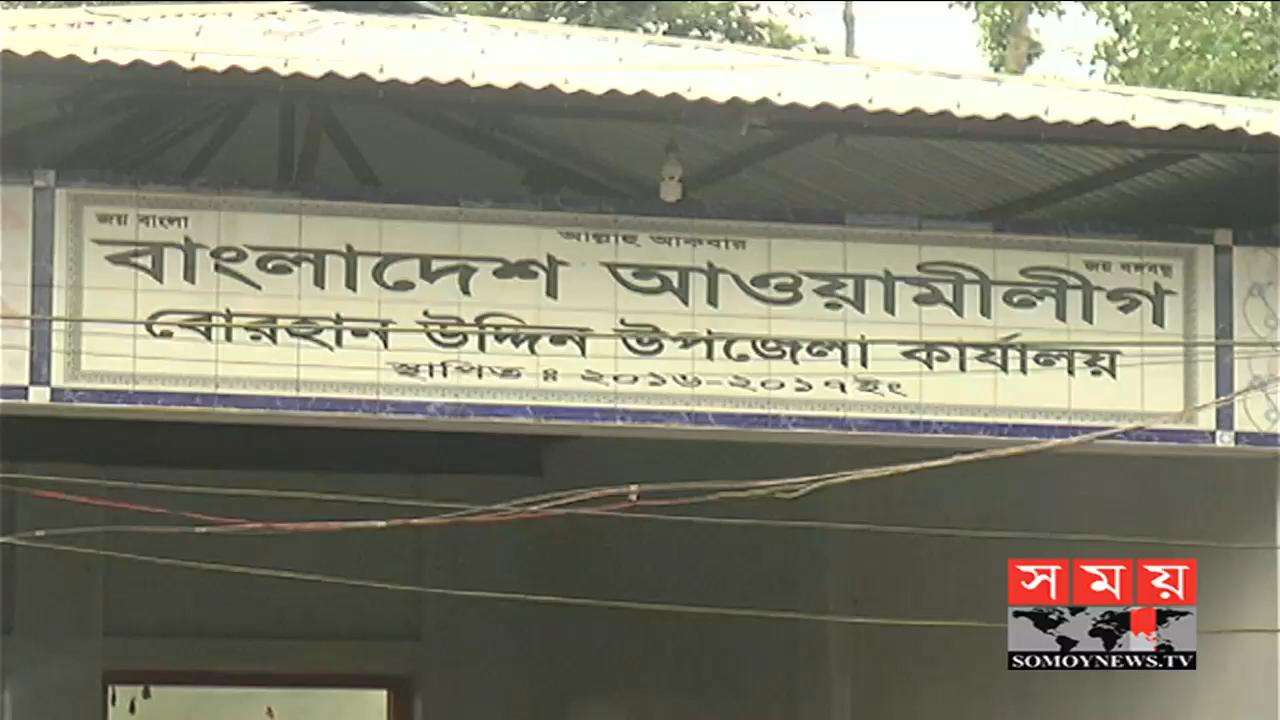 জয় বাংলা
আল্লাহু আকবার
জয় বঙ্গবন্ধু
বাংলাদেশ আওয়ামীলীগ
বোরহান উদ্দিন উপজেলা কার্যালয়
স্থাপিত ঃ ২০১৬-২০১৭ইং
সময়
SOMOYNEWS.TV